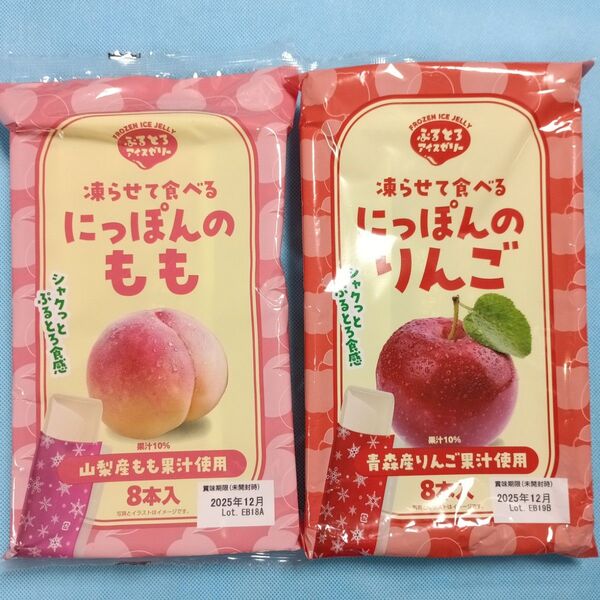 FROZEN ICE JELLY
ぷるとろ
アイスゼリー
凍らせて食べる
にっぽんの
もも
シャクっと
ぷるとろ食感
果汁10%
山梨産もも果汁使用
8本入
写真とイラストはイメージです。
賞味期限(未開封時)
2025年12月
Lot. EB18A
FROZEN ICE JELLY
ぷるとろ
アイスゼリー
凍らせて食べる
にっぽんの
りんご
シャクっと
ぷるとろ食感
果汁10%
青森産りんご果汁使用
8本入
賞味期限(未開封時)
2025年12月
Lot. EB19B